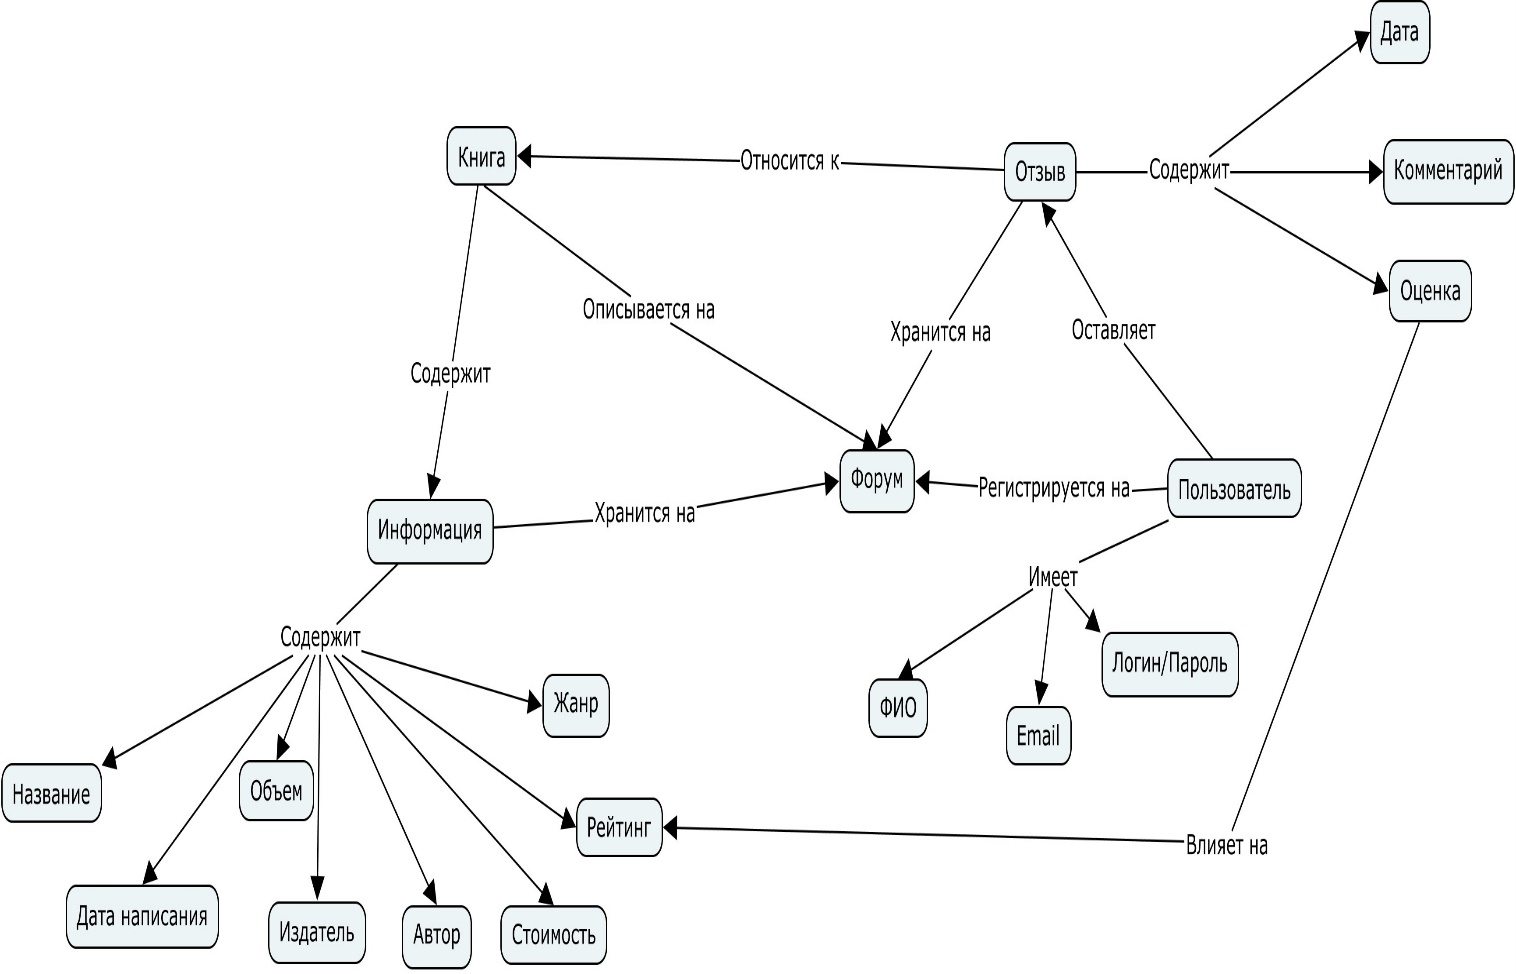 Дата
Книга
Относится к
Отзыв
Содержит
Комментарий
Оценка
Описывается на
Хранится на
Оставляет
Содержит
Форум
Регистрируется на
Пользователь
Информация
Хранится на
Имеет
Содержит
Логин/Пароль
Жанр
ФИО
Email
Название
Объем
Рейтинг
Влияет на
Дата написания
Издатель
Автор
Стоимость